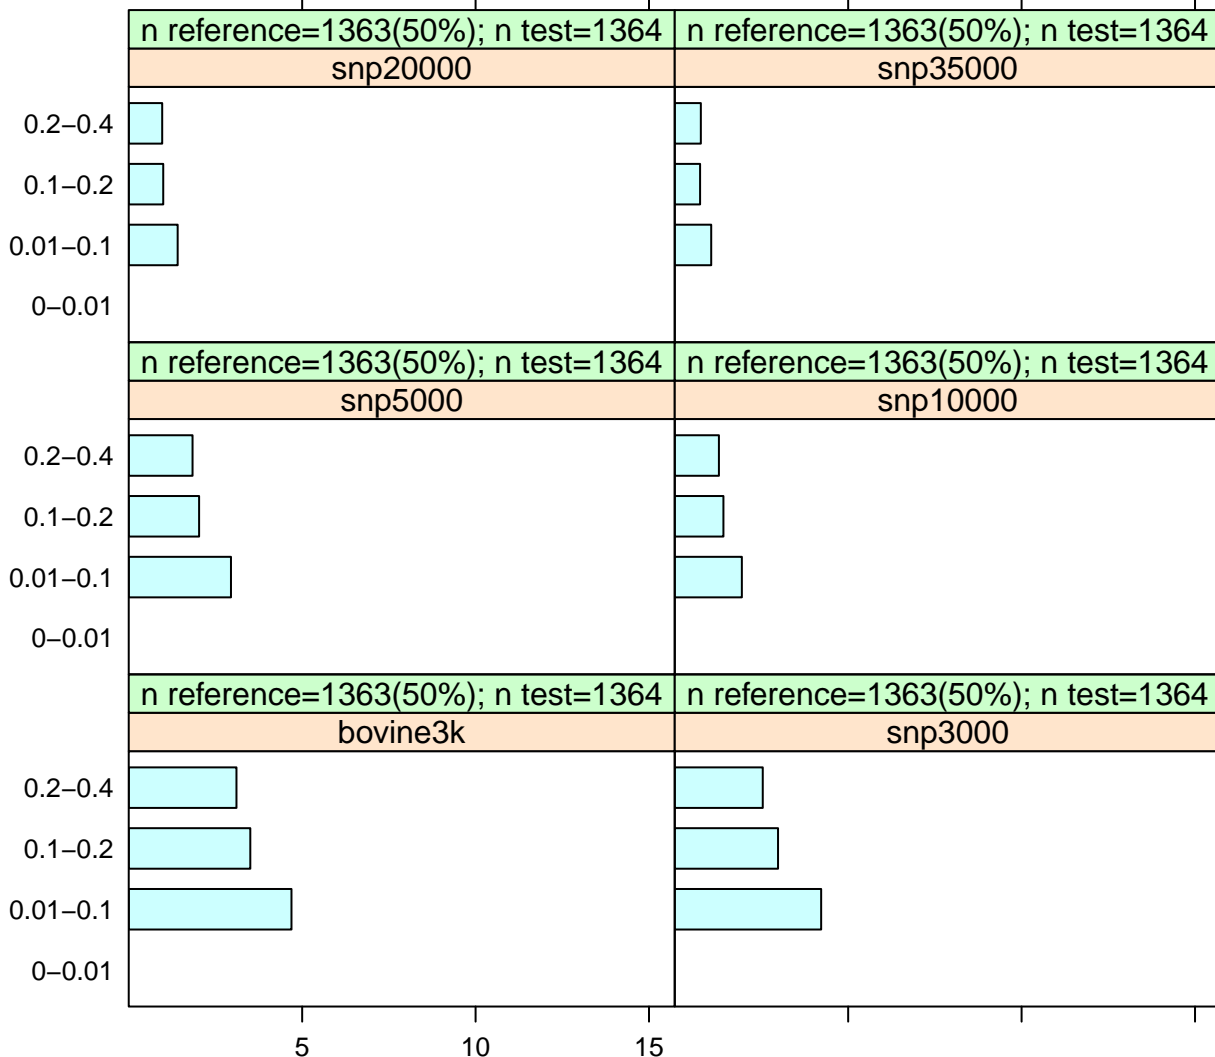 n reference=1363(50%); n test=1364
n reference=1363(50%); n test=1364
snp20000
snp35000
0.2−0.4
0.1−0.2
0.01−0.1
0−0.01
n reference=1363(50%); n test=1364
n reference=1363(50%); n test=1364
snp5000
snp10000
0.2−0.4
0.1−0.2
0.01−0.1
0−0.01
n reference=1363(50%); n test=1364
n reference=1363(50%); n test=1364
bovine3k
snp3000
0.2−0.4
0.1−0.2
0.01−0.1
0−0.01
5 10 15